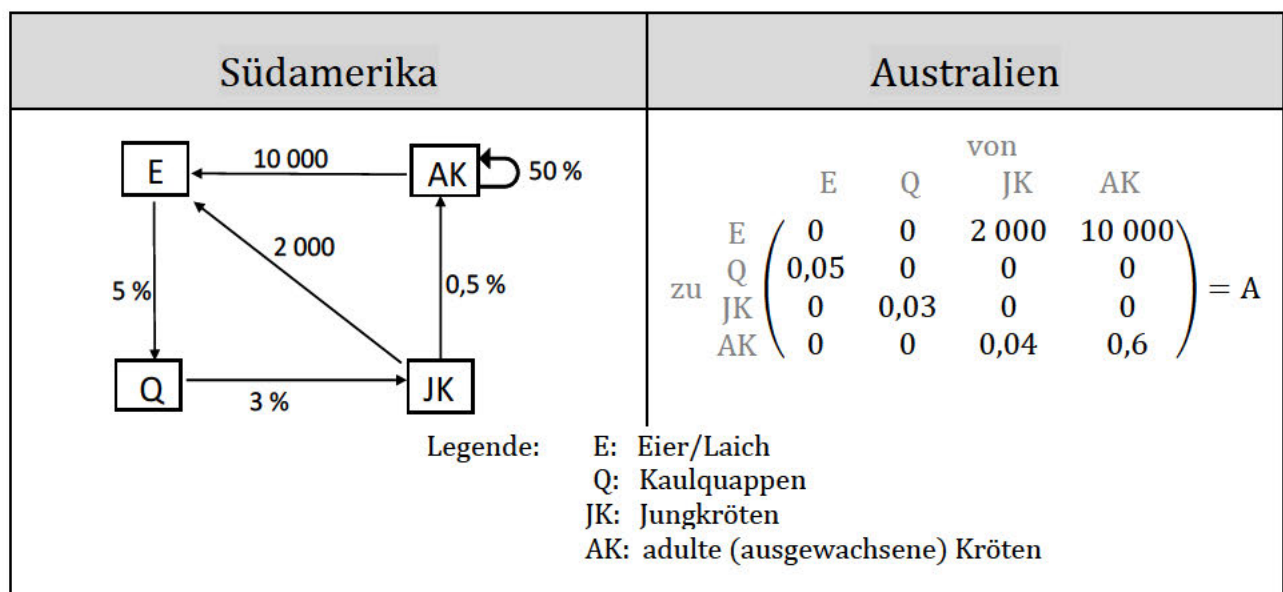 Südamerika
Australien
E
10 000
AK
50 %
2 000
5 %
0,5 %
Q
3 %
JK
von
E Q JK AK
zu
E 0 0 2 000 10 000
Q 0,05 0 0 0
JK 0 0,03 0 0
AK 0 0 0,04 0,6
= A
Legende: E: Eier/Laich
Q: Kaulquappen
JK: Jungkröten
AK: adulte (ausgewachsene) Kröten